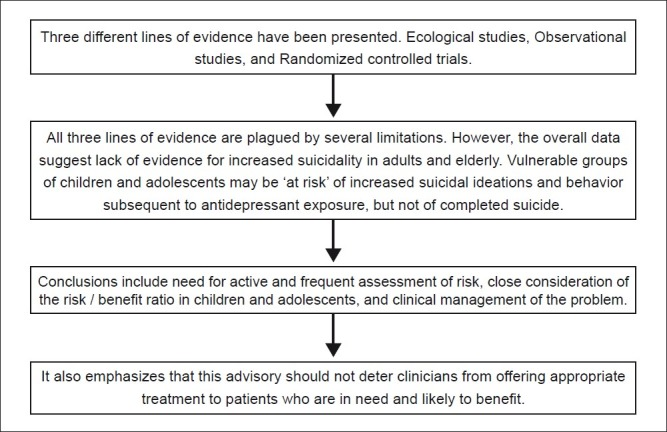 Three different lines of evidence have been presented. Ecological studies, Observational
studies, and Randomized controlled trials.
All three lines of evidence are plagued by several limitations. However, the overall data
suggest lack of evidence for increased suicidality in adults and elderly. Vulnerable groups
of children and adolescents may be ‘at risk’ of increased suicidal ideations and behavior
subsequent to antidepressant exposure, but not of completed suicide.
Conclusions include need for active and frequent assessment of risk, close consideration of
the risk / benefit ratio in children and adolescents, and clinical management of the problem.
It also emphasizes that this advisory should not deter clinicians from offering appropriate
treatment to patients who are in need and likely to benefit.